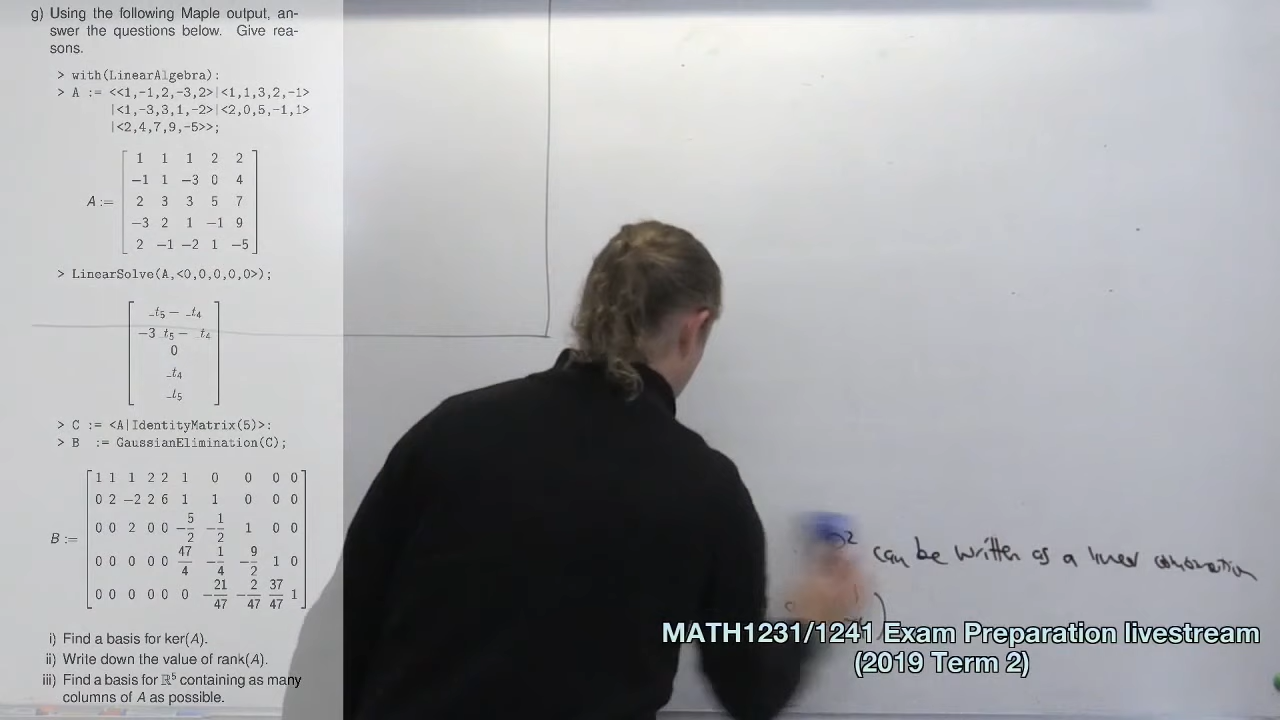 g) Using the following Maple output, an-
swer the questions below. Give rea-
sons.
> with(LinearAlgebra):
> A := <<1,-1,2,-3,2>|<1,1,3,2,-1>
|<1,-3,3,1,-2>|<2,0,5,-1,1>
|<2,4,7,9,-5>>;
1 1 1 2 2
−1 1 −3 0 4
A := 2 3 3 5 7
−3 2 1 −1 9
2 −1 −2 1 −5
> LinearSolve(A,<0,0,0,0,0>);
_t₅ − _t₄
−3 _t₅ − _t₄
0
_t₄
_t₅
> C := <A|IdentityMatrix(5)>:
> B := GaussianElimination(C);
1 1 1 2 2 1 0 0 0 0
0 2 −2 2 6 1 1 0 0 0
B := 0 0 2 0 0 −5/2 −1/2 1 0 0
0 0 0 0 0 47/4 −1/4 −9/2 1 0
0 0 0 0 0 0 −21/47 −2/47 37/47 1
i) Find a basis for ker(A).
ii) Write down the value of rank(A).
iii) Find a basis for ℝ⁵ containing as many
columns of A as possible.
can be written as a linear combination
MATH1231/1241 Exam Preparation livestream
(2019 Term 2)